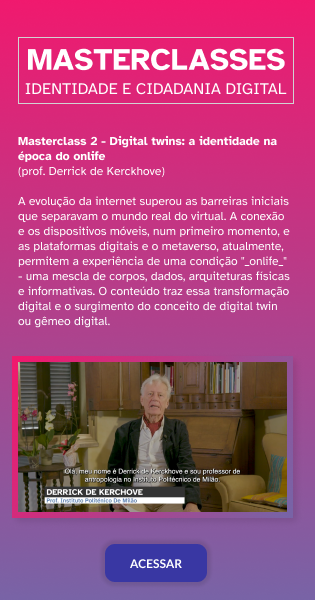 MASTERCLASSES
IDENTIDADE E CIDADANIA DIGITAL
Masterclass 2 - Digital twins: a identidade na
época do onlife
(prof. Derrick de Kerckhove)
A evolução da internet superou as barreiras iniciais
que separavam o mundo real do virtual. A conexão
e os dispositivos móveis, num primeiro momento, e
as plataformas digitais e o metaverso, atualmente,
permitem a experiência de uma condição "_onlife_"
- uma mescla de corpos, dados, arquiteturas físicas
e informativas. O conteúdo traz essa transformação
digital e o surgimento do conceito de digital twin
ou gêmeo digital.
Olá, meu nome é Derrick de Kerckhove e sou professor de
antropologia no Instituto Politécnico de Milão.
DERRICK DE KERCHOVE
Prof. Instituto Politécnico De Milão
ACESSAR